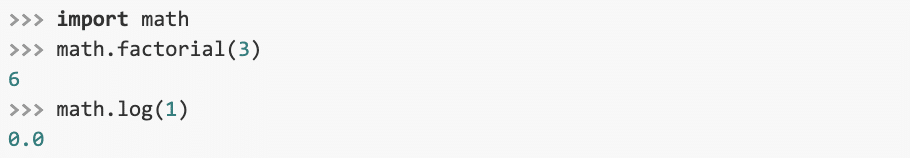 >>> import math
>>> math.factorial(3)
6
>>> math.log(1)
0.0